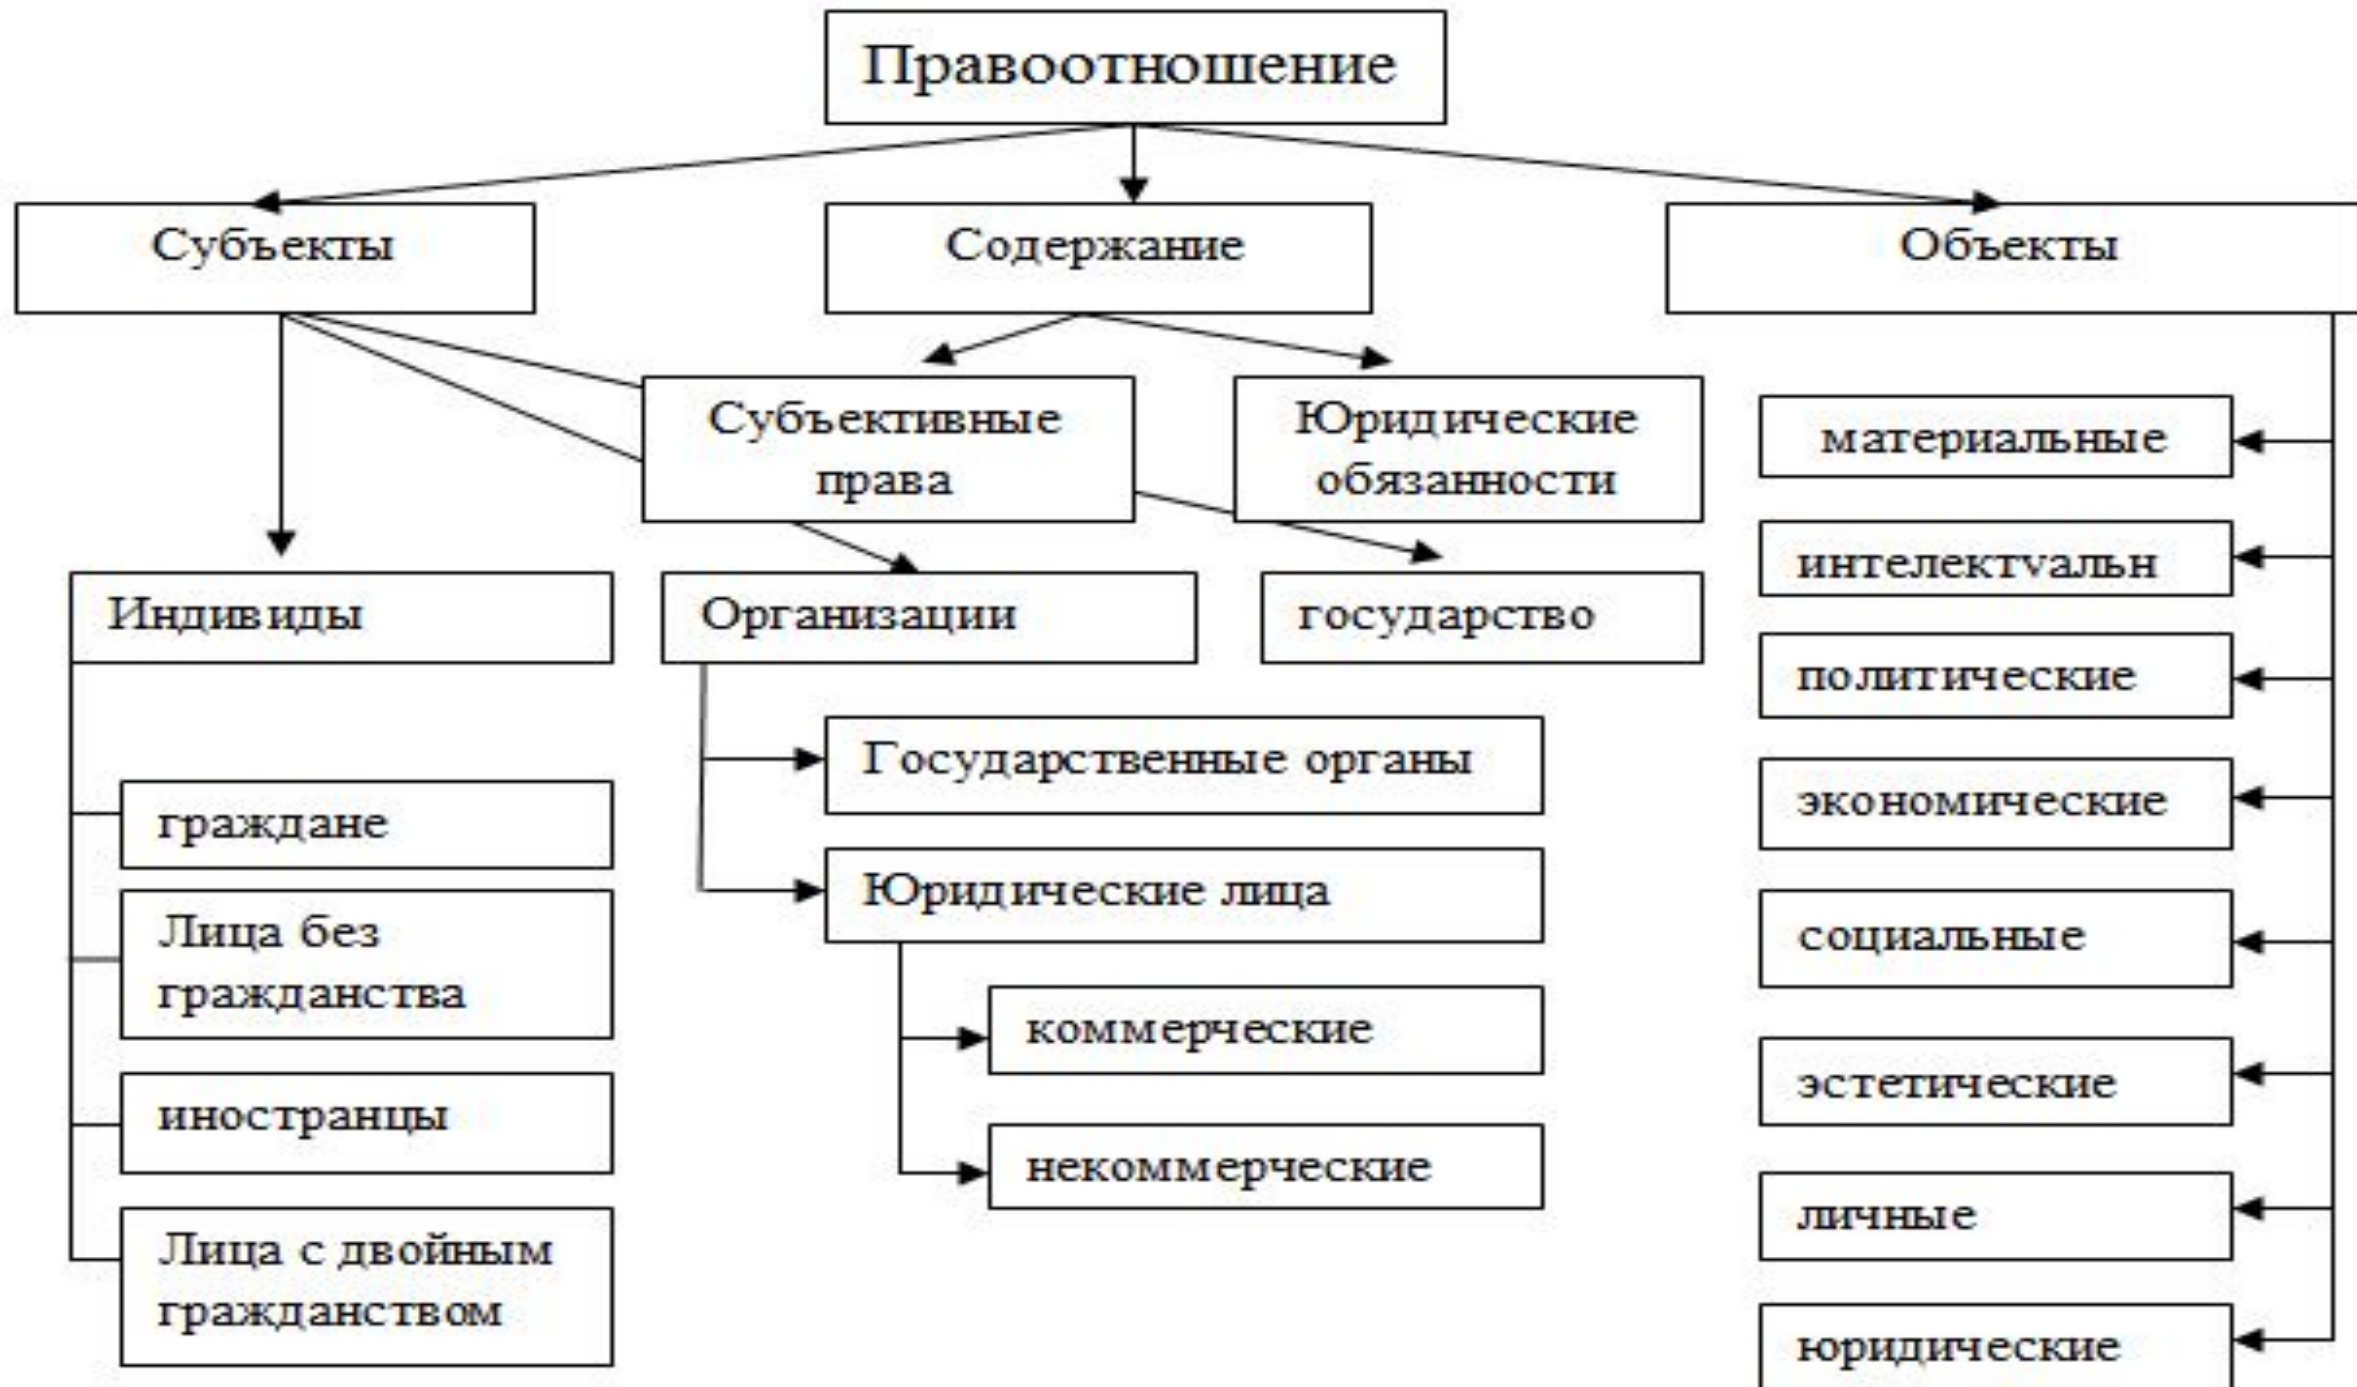 Правоотношение
Субъекты
Содержание
Объекты
Субъективные
права
Юридические
обязанности
Индивиды
Организации
государство
граждане
Лица без
гражданства
иностранцы
Лица с двойным
гражданством
Государственные органы
Юридические лица
коммерческие
некоммерческие
материальные
интелектуальн
политические
экономические
социальные
эстетические
личные
юридические